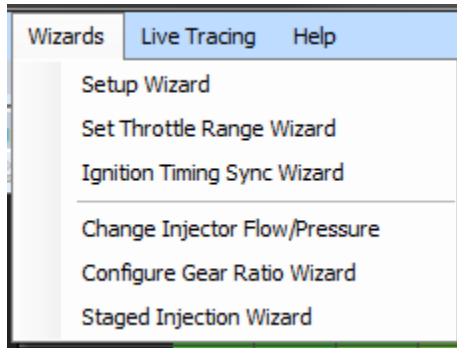 Wizards Live Tracing Help
Setup Wizard
Set Throttle Range Wizard
Ignition Timing Sync Wizard
Change Injector Flow/Pressure
Configure Gear Ratio Wizard
Staged Injection Wizard